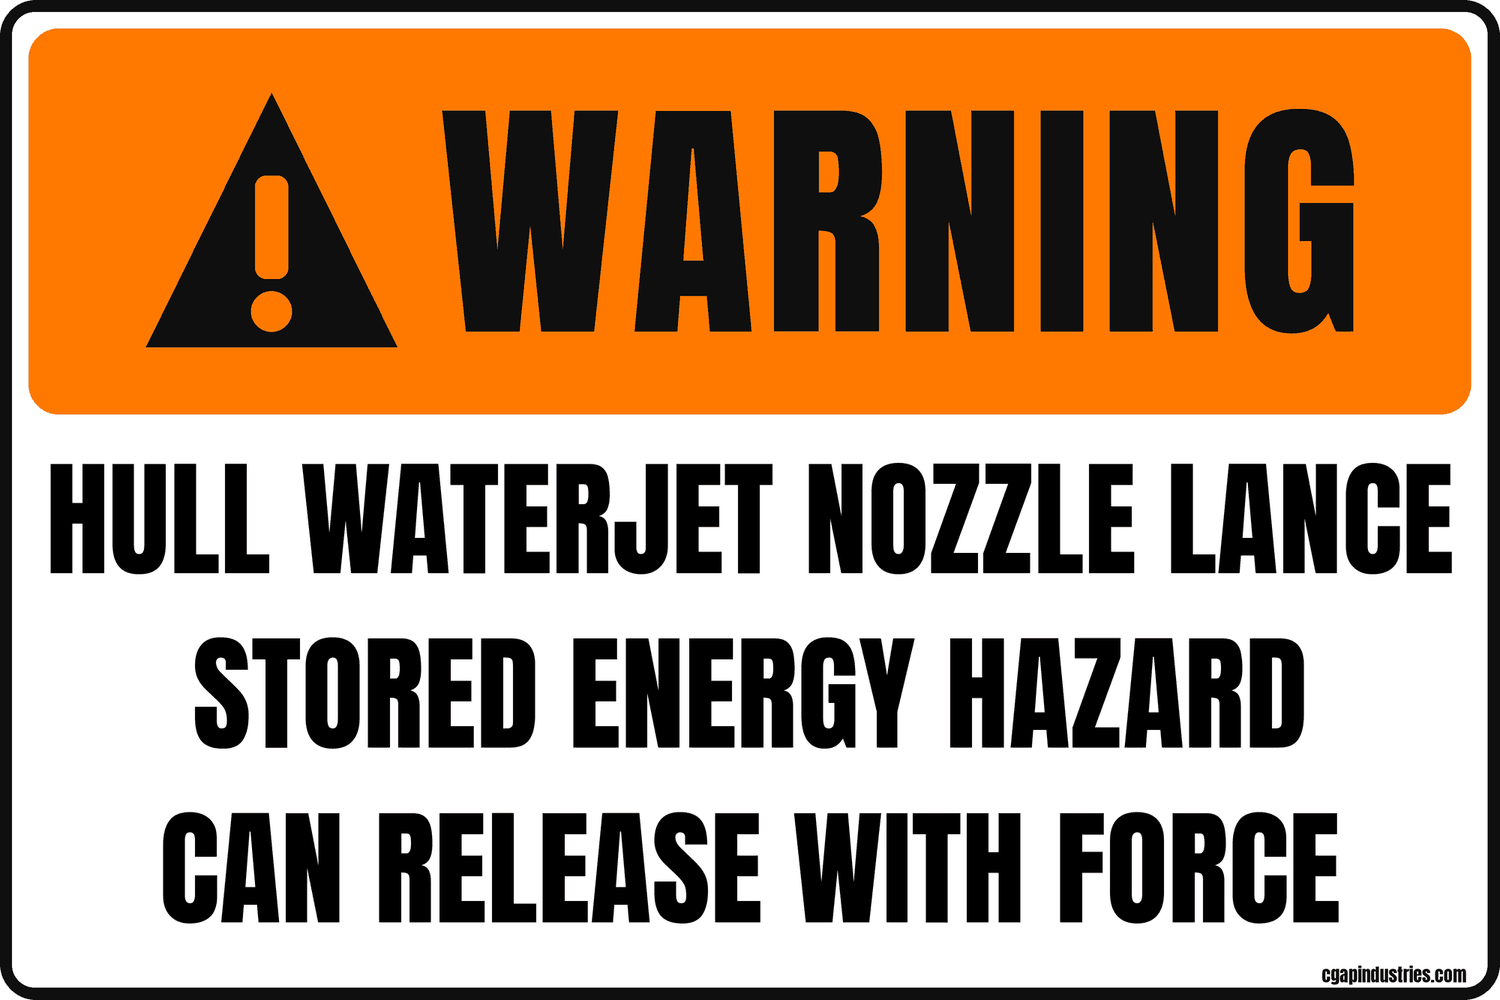 WARNING
HULL WATERJET NOZZLE LANCE
STORED ENERGY HAZARD
CAN RELEASE WITH FORCE
cgapindustries.com